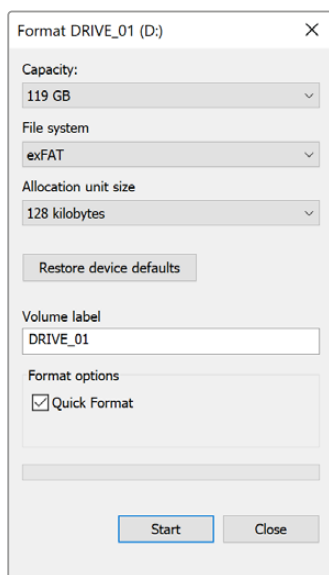 Format DRIVE_01 (D:)
Capacity:
119 GB
File system
exFAT
Allocation unit size
128 kilobytes
Restore device defaults
Volume label
DRIVE_01
Format options
Quick Format
Start Close